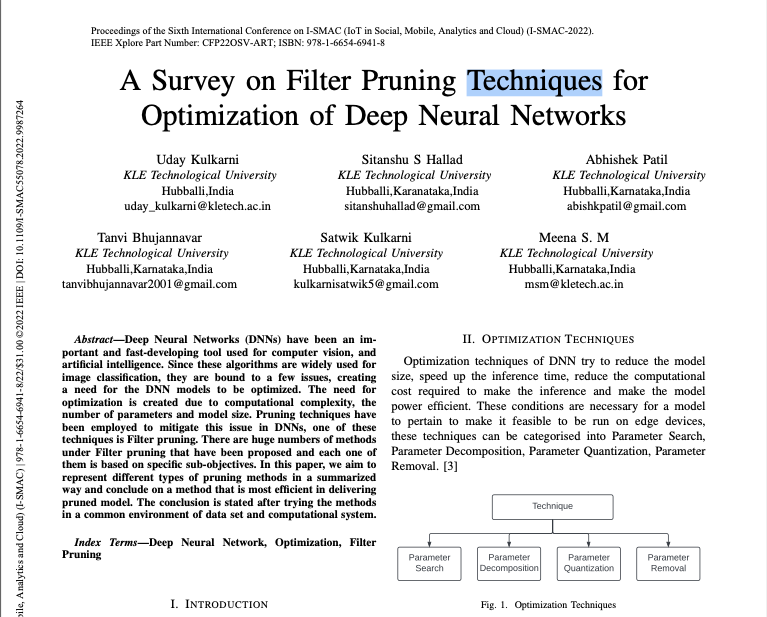 Proceedings of the Sixth International Conference on I-SMAC (IoT in Social, Mobile, Analytics and Cloud) (I-SMAC-2022).
IEEE Xplore Part Number: CFP22OSV-ART; ISBN: 978-1-6654-6941-8
A Survey on Filter Pruning Techniques for
Optimization of Deep Neural Networks
Uday Kulkarni
KLE Technological University
Hubballi,India
uday_kulkarni@kletech.ac.in
Sitanshu S Hallad
KLE Technological University
Hubballi,Karanataka,India
sitanshuhallad@gmail.com
Abhishek Patil
KLE Technological University
Hubballi,Karnataka,India
abishkpatil@gmail.com
Tanvi Bhujannavar
KLE Technological University
Hubballi,Karnataka,India
tanvibhujannavar2001@gmail.com
Satwik Kulkarni
KLE Technological University
Hubballi,Karnataka,India
kulkarnisatwik5@gmail.com
Meena S. M
KLE Technological University
Hubballi,Karnataka,India
msm@kletech.ac.in
Abstract—Deep Neural Networks (DNNs) have been an im-
portant and fast-developing tool used for computer vision, and
artificial intelligence. Since these algorithms are widely used for
image classification, they are bound to a few issues, creating
a need for the DNN models to be optimized. The need for
optimization is created due to computational complexity, the
number of parameters and model size. Pruning techniques have
been employed to mitigate this issue in DNNs, one of these
techniques is Filter pruning. There are huge numbers of methods
under Filter pruning that have been proposed and each one of
them is based on specific sub-objectives. In this paper, we aim to
represent different types of pruning methods in a summarized
way and conclude on a method that is most efficient in delivering
pruned model. The conclusion is stated after trying the methods
in a common environment of data set and computational system.
Index Terms—Deep Neural Network, Optimization, Filter
Pruning
I. INTRODUCTION
II. OPTIMIZATION TECHNIQUES
Optimization techniques of DNN try to reduce the model
size, speed up the inference time, reduce the computational
cost required to make the inference and make the model
power efficient. These conditions are necessary for a model
to pertain to make it feasible to be run on edge devices,
these techniques can be categorised into Parameter Search,
Parameter Decomposition, Parameter Quantization, Parameter
Removal. [3]
Technique
Parameter
Search
Parameter
Decomposition
Parameter
Quantization
Parameter
Removal
Fig. 1. Optimization Techniques
bile, Analytics and Cloud) (I-SMAC) | 978-1-6654-6941-8/22/$31.00 ©2022 IEEE | DOI: 10.1109/I-SMAC55078.2022.9987264